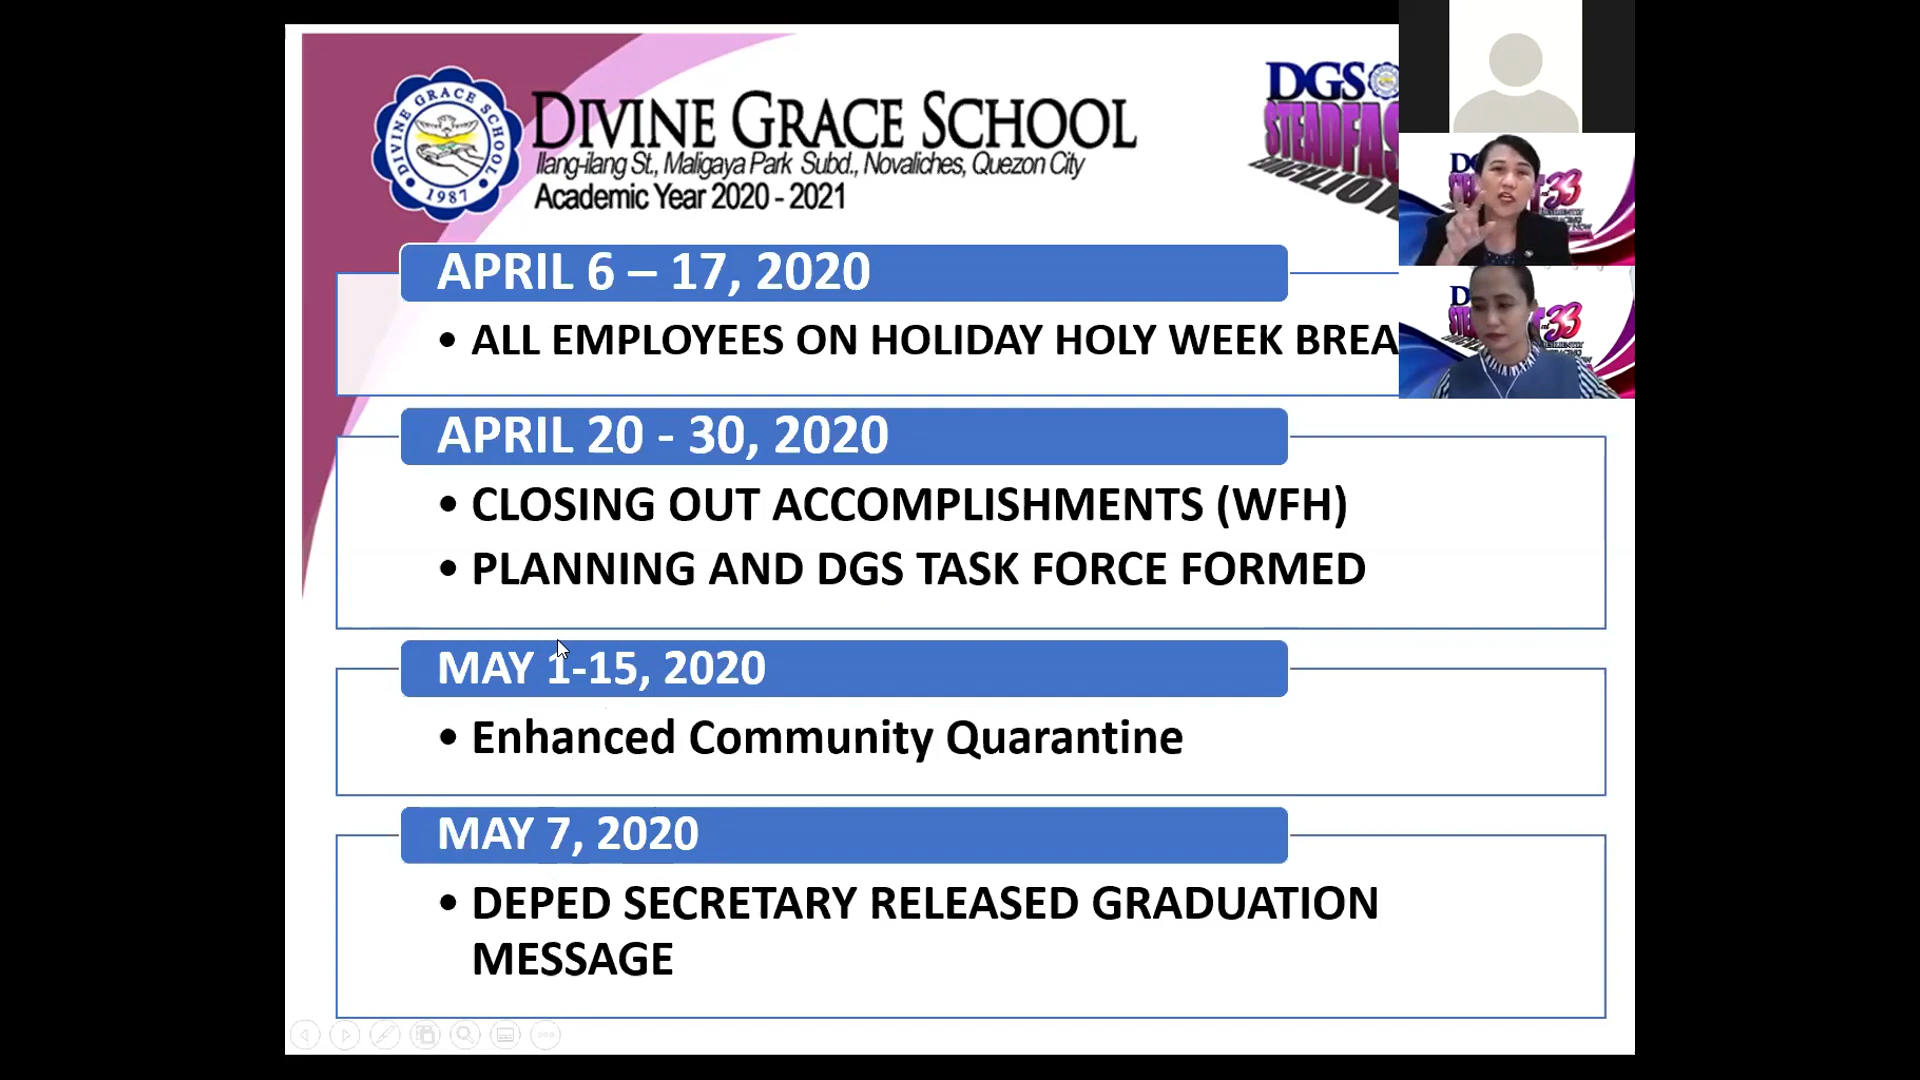 DIVINE GRACE SCHOOL
1987
DIVINE GRACE SCHOOL
Ilang-ilang St., Maligaya Park Subd., Novaliches, Quezon City
Academic Year 2020 - 2021
DGS
APRIL 6 – 17, 2020
• ALL EMPLOYEES ON HOLIDAY HOLY WEEK BREA
APRIL 20 - 30, 2020
• CLOSING OUT ACCOMPLISHMENTS (WFH)
• PLANNING AND DGS TASK FORCE FORMED
MAY 1-15, 2020
• Enhanced Community Quarantine
MAY 7, 2020
• DEPED SECRETARY RELEASED GRADUATION
MESSAGE
33
33